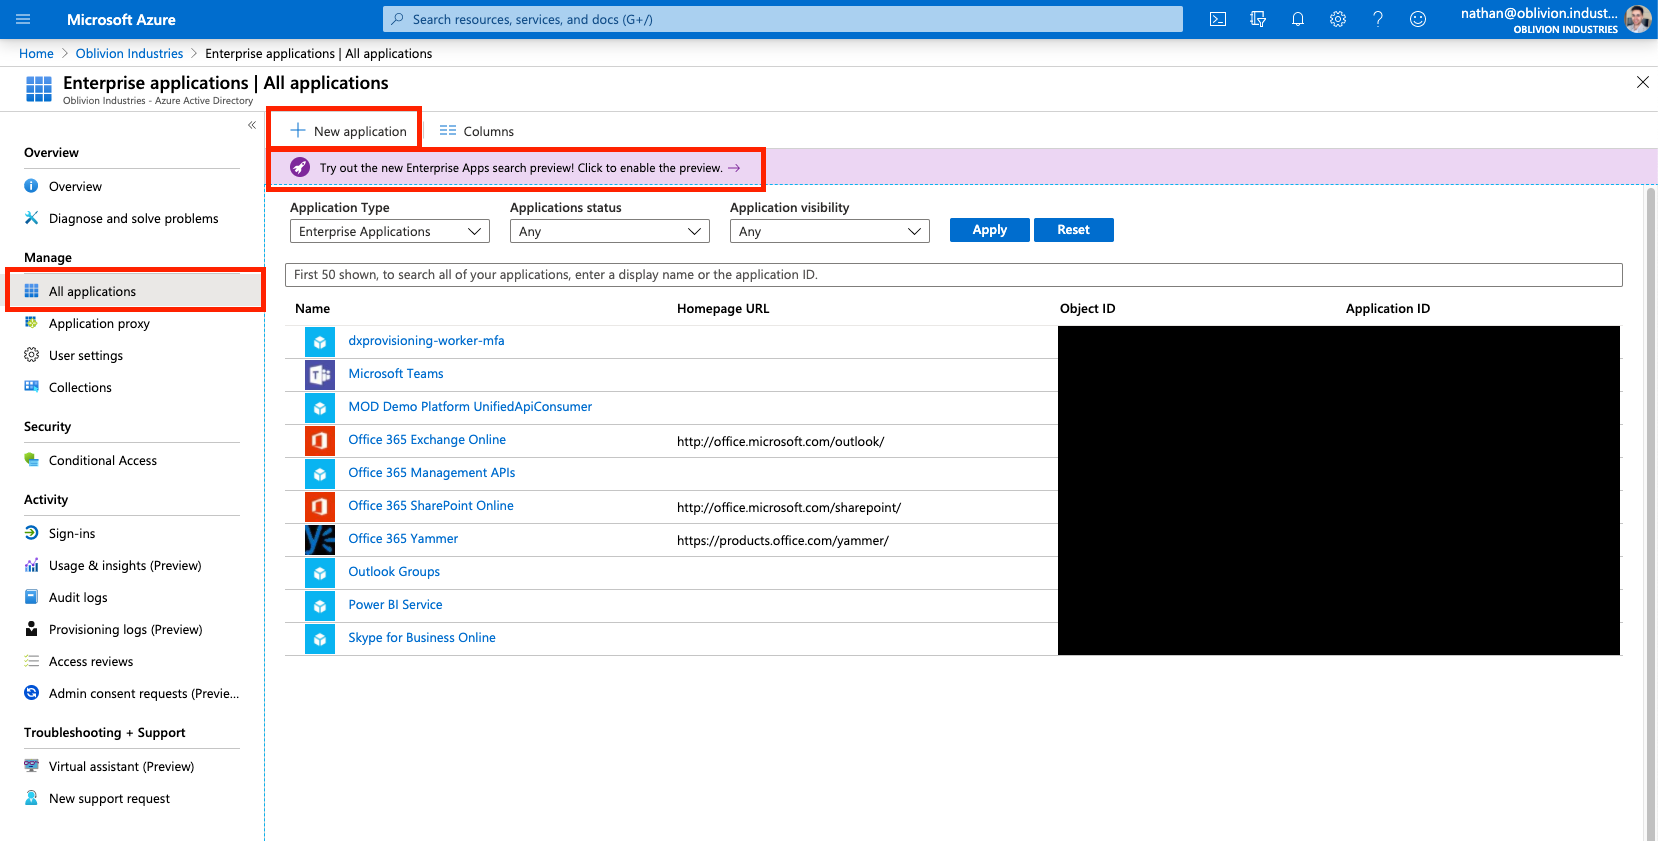 Microsoft Azure
Search resources, services, and docs (G+/)
nathan@oblivion.indust...
OBLIVION INDUSTRIES
Home > Oblivion Industries > Enterprise applications | All applications
Enterprise applications | All applications
Oblivion Industries - Azure Active Directory
«
Overview
Overview
Diagnose and solve problems
Manage
All applications
Application proxy
User settings
Collections
Security
Conditional Access
Activity
Sign-ins
Usage & insights (Preview)
Audit logs
Provisioning logs (Preview)
Access reviews
Admin consent requests (Previe...
Troubleshooting + Support
Virtual assistant (Preview)
New support request
New application
Columns
Try out the new Enterprise Apps search preview! Click to enable the preview. →
Application Type
Applications status
Application visibility
Enterprise Applications
Any
Any
Apply
Reset
First 50 shown, to search all of your applications, enter a display name or the application ID.
Name Homepage URL Object ID Application ID
dxprovisioning-worker-mfa
Microsoft Teams
MOD Demo Platform UnifiedApiConsumer
Office 365 Exchange Online http://office.microsoft.com/outlook/
Office 365 Management APIs
Office 365 SharePoint Online http://office.microsoft.com/sharepoint/
Office 365 Yammer https://products.office.com/yammer/
Outlook Groups
Power BI Service
Skype for Business Online